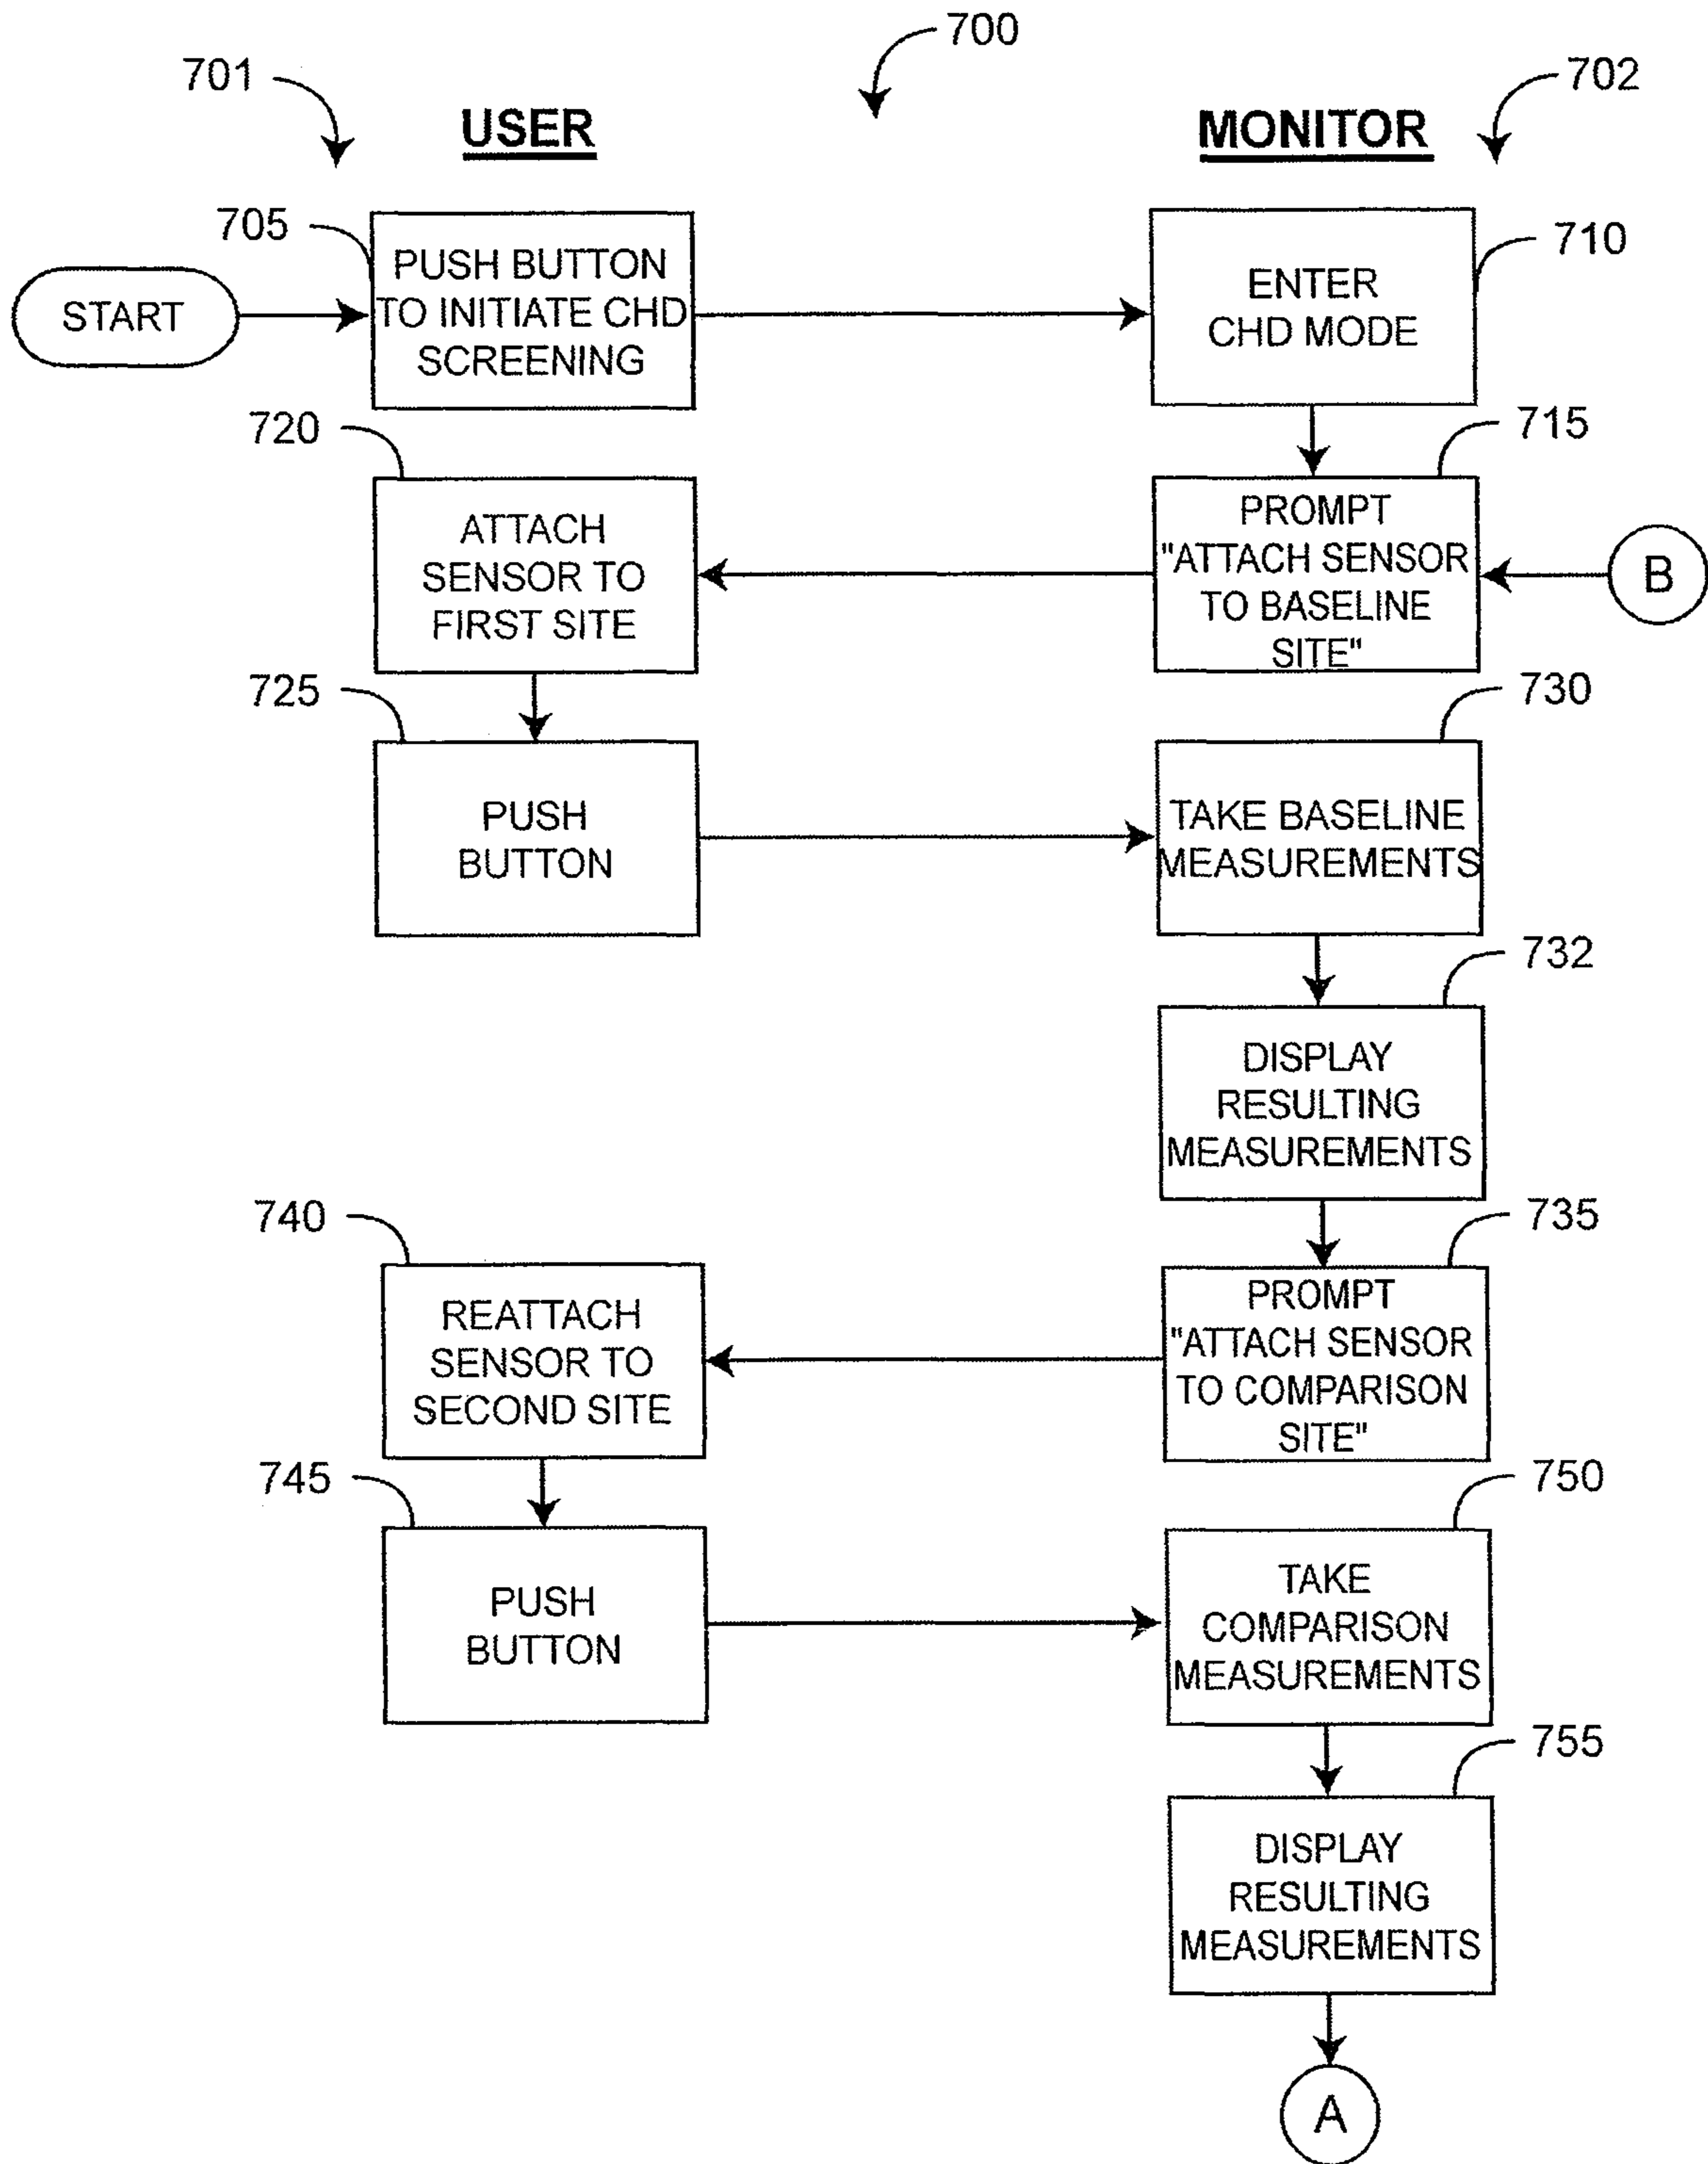 700
701
702
USER
MONITOR
705
710
START
PUSH BUTTON
TO INITIATE CHD
SCREENING
ENTER
CHD MODE
720
715
ATTACH
SENSOR TO
FIRST SITE
PROMPT
"ATTACH SENSOR
TO BASELINE
SITE"
B
725
730
PUSH
BUTTON
TAKE BASELINE
MEASUREMENTS
732
DISPLAY
RESULTING
MEASUREMENTS
740
735
REATTACH
SENSOR TO
SECOND SITE
PROMPT
"ATTACH SENSOR
TO COMPARISON
SITE"
745
750
PUSH
BUTTON
TAKE
COMPARISON
MEASUREMENTS
755
DISPLAY
RESULTING
MEASUREMENTS
A